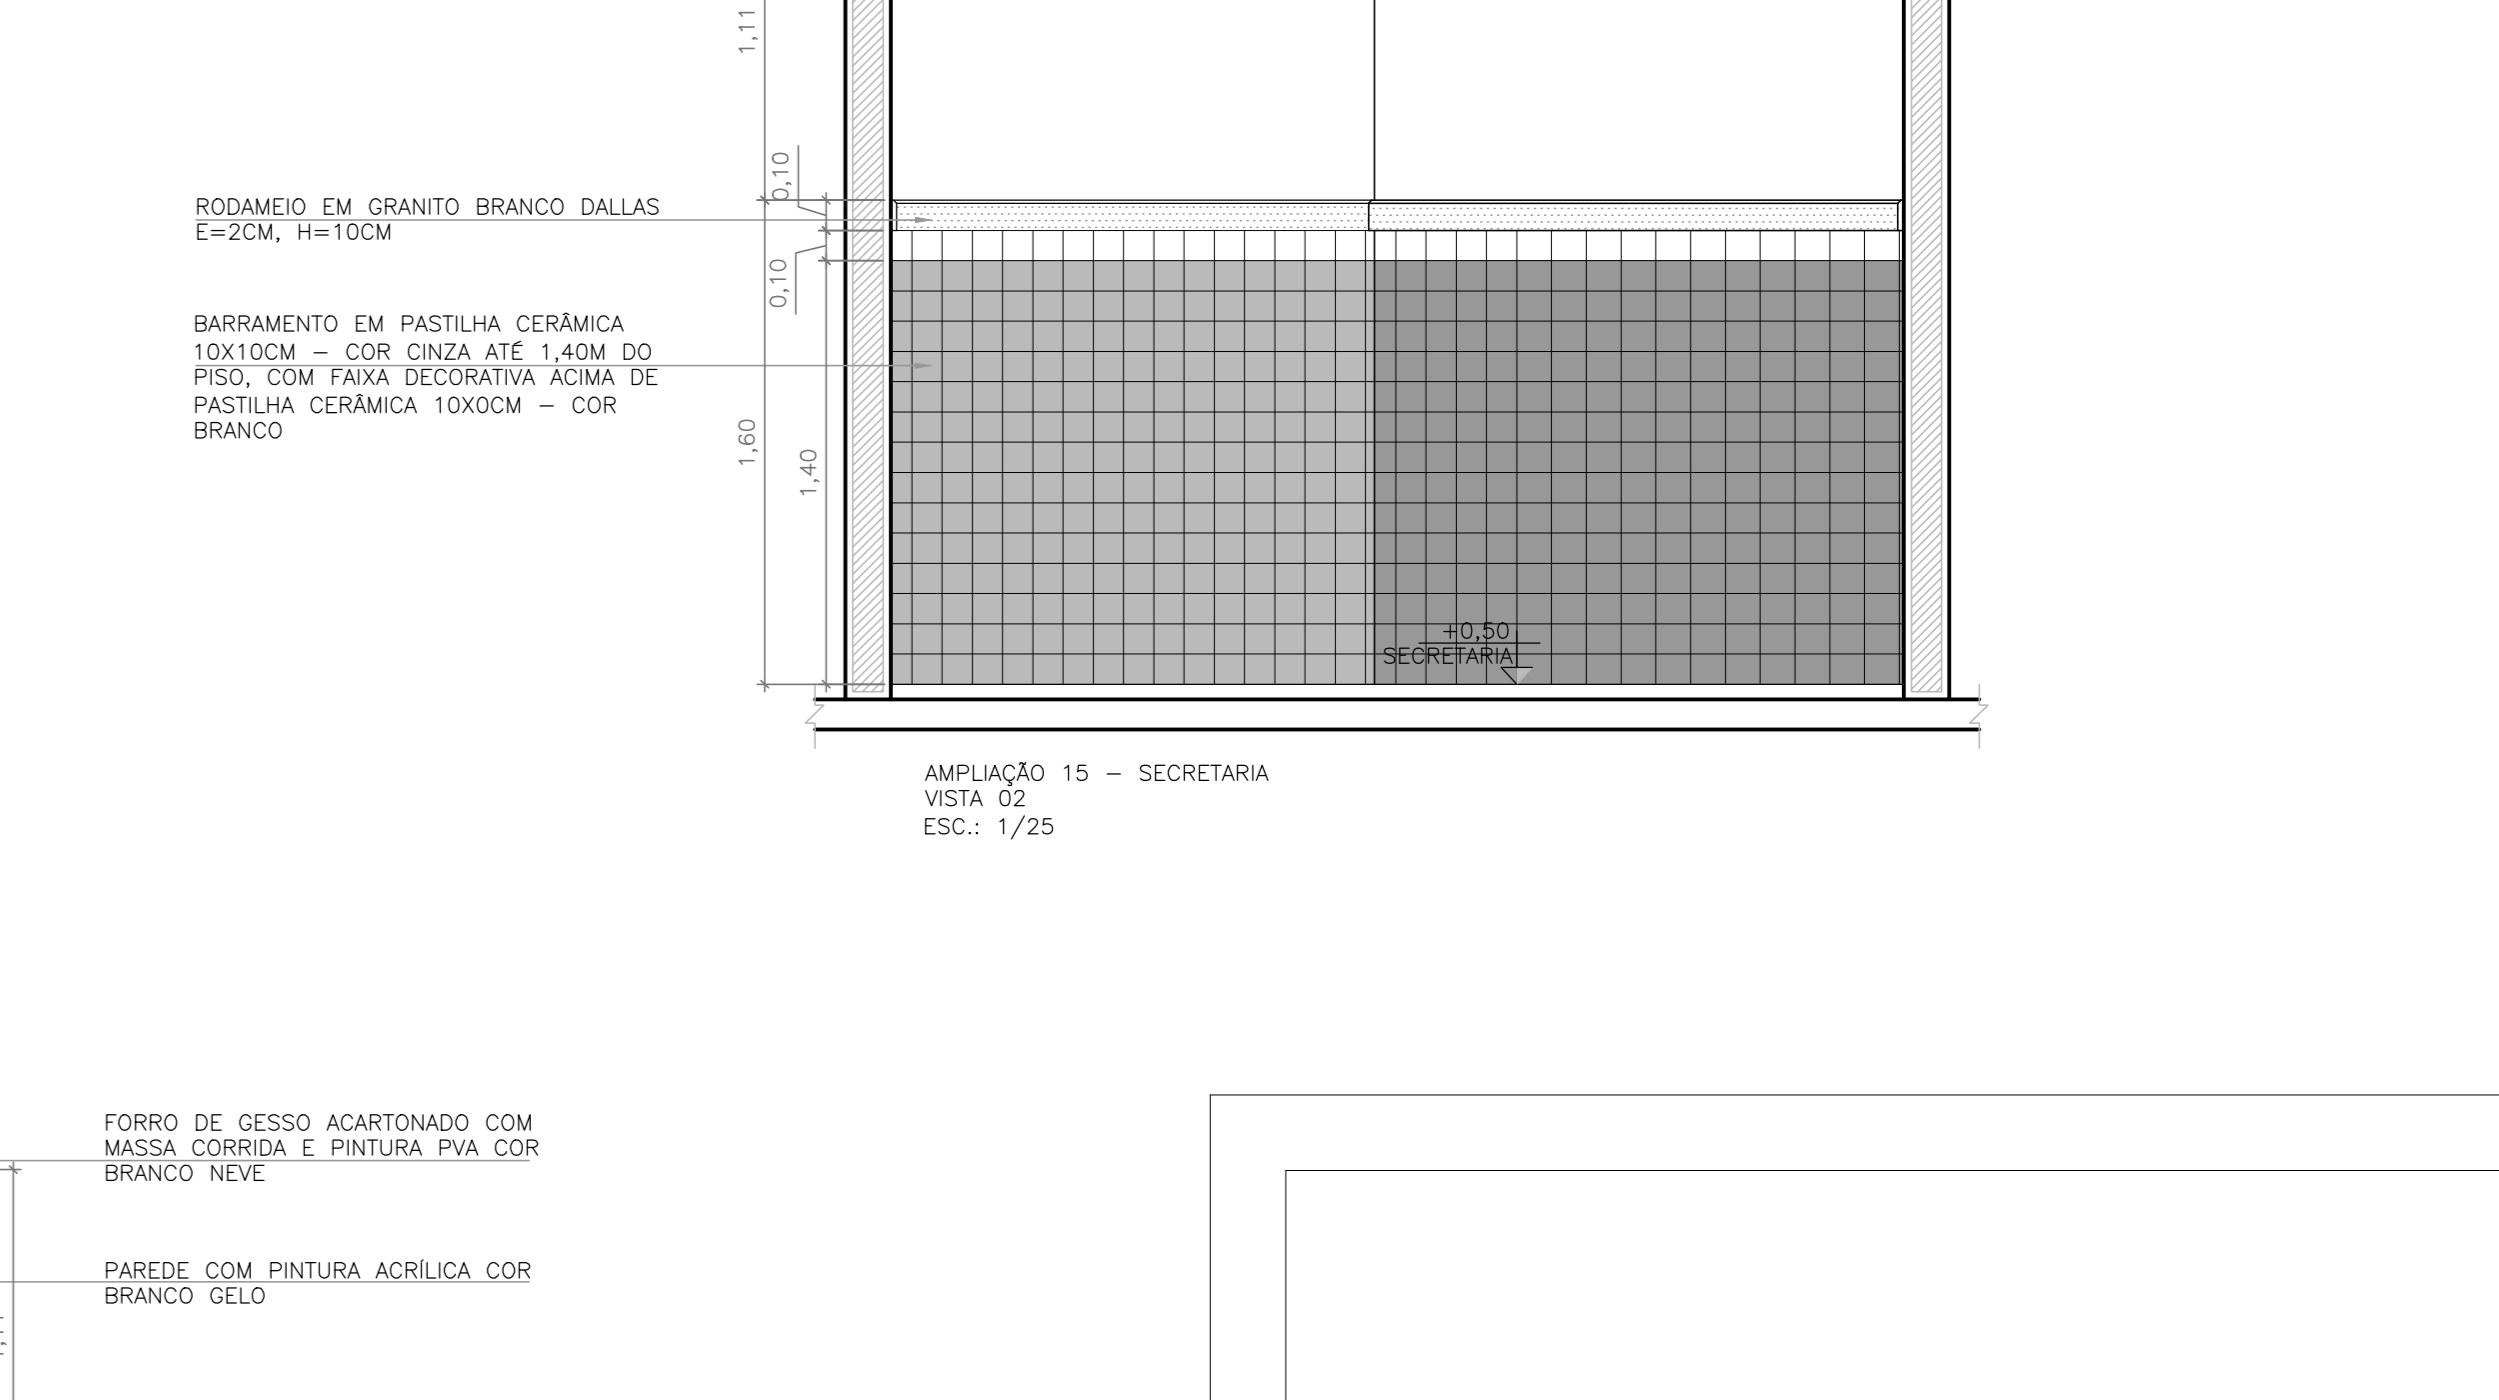 1,11
0,10
RODAMEIO EM GRANITO BRANCO DALLAS
E=2CM, H=10CM
0,10
BARRAMENTO EM PASTILHA CERÂMICA
10X10CM – COR CINZA ATÉ 1,40M DO
PISO, COM FAIXA DECORATIVA ACIMA DE
PASTILHA CERÂMICA 10X0CM – COR
BRANCO
1,60
1,40
+0,50
SECRETARIA
AMPLIAÇÃO 15 – SECRETARIA
VISTA 02
ESC.: 1/25
FORRO DE GESSO ACARTONADO COM
MASSA CORRIDA E PINTURA PVA COR
BRANCO NEVE
PAREDE COM PINTURA ACRÍLICA COR
BRANCO GELO